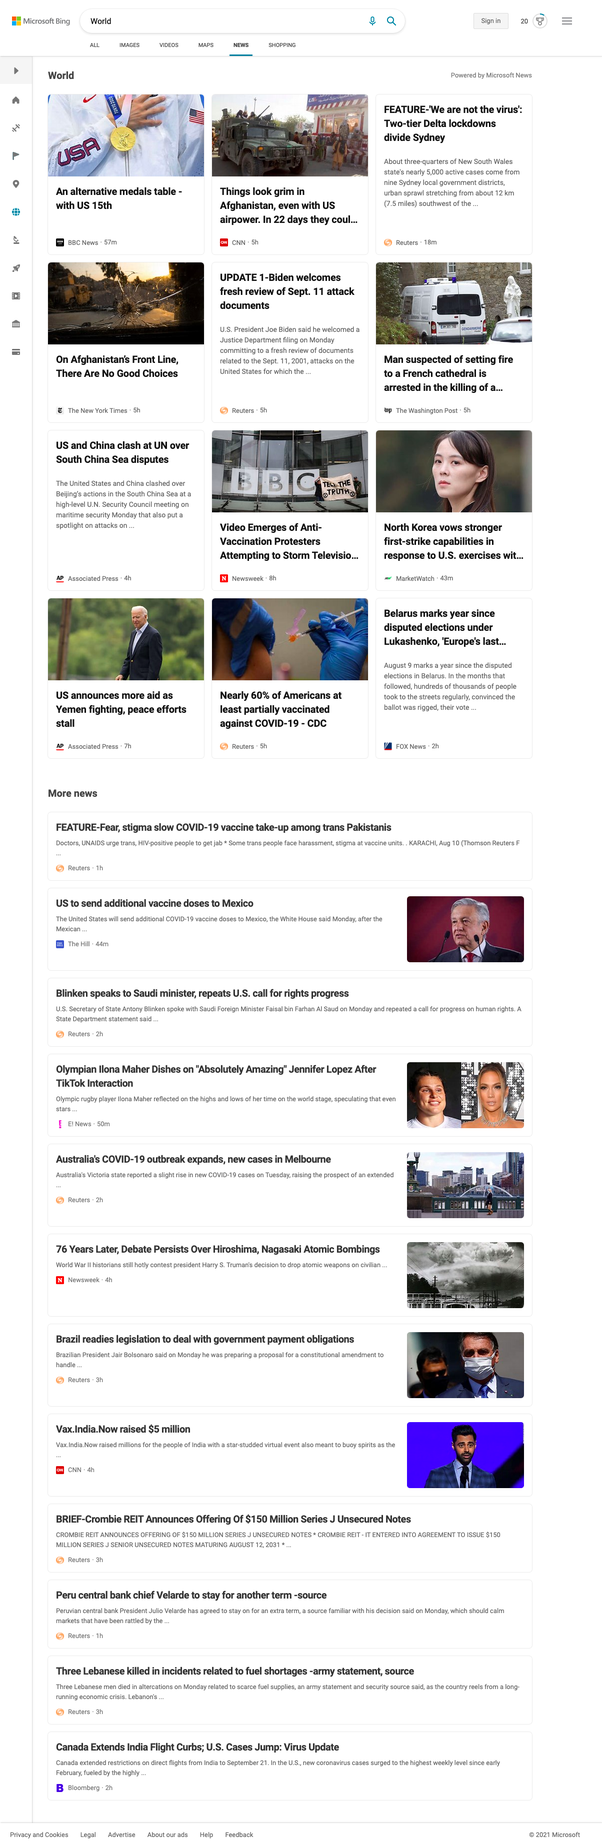 Microsoft Bing
World
Sign in
20
ALL IMAGES VIDEOS MAPS NEWS SHOPPING
World
Powered by Microsoft News
USA
An alternative medals table -
with US 15th
BBC News · 57m
Things look grim in
Afghanistan, even with US
airpower. In 22 days they coul...
CNN · 5h
FEATURE-'We are not the virus':
Two-tier Delta lockdowns
divide Sydney
About three-quarters of New South Wales
state's nearly 5,000 active cases come from
nine Sydney local government districts,
urban sprawl stretching from about 12 km
(7.5 miles) southwest of the ...
Reuters · 18m
On Afghanistan's Front Line,
There Are No Good Choices
The New York Times · 5h
UPDATE 1-Biden welcomes
fresh review of Sept. 11 attack
documents
U.S. President Joe Biden said he welcomed a
Justice Department filing on Monday
committing to a fresh review of documents
related to the Sept. 11, 2001, attacks on the
United States for which the ...
Reuters · 5h
Man suspected of setting fire
to a French cathedral is
arrested in the killing of a...
The Washington Post · 5h
US and China clash at UN over
South China Sea disputes
The United States and China clashed over
Beijing's actions in the South China Sea at a
high-level U.N. Security Council meeting on
maritime security Monday that also put a
spotlight on attacks on ...
AP Associated Press · 4h
BBC
TELL THE
TRUTH
Video Emerges of Anti-
Vaccination Protesters
Attempting to Storm Televisio...
N Newsweek · 8h
North Korea vows stronger
first-strike capabilities in
response to U.S. exercises wit...
MarketWatch · 43m
US announces more aid as
Yemen fighting, peace efforts
stall
AP Associated Press · 7h
Nearly 60% of Americans at
least partially vaccinated
against COVID-19 - CDC
Reuters · 5h
Belarus marks year since
disputed elections under
Lukashenko, 'Europe's last...
August 9 marks a year since the disputed
elections in Belarus. In the months that
followed, hundreds of thousands of people
took to the streets regularly, convinced the
ballot was rigged, their vote ...
FOX News · 2h
More news
FEATURE-Fear, stigma slow COVID-19 vaccine take-up among trans Pakistanis
Doctors, UNAIDS urge trans, HIV-positive people to get jab * Some trans people face harassment, stigma at vaccine units. . KARACHI, Aug 10 (Thomson Reuters F
...
Reuters · 1h
US to send additional vaccine doses to Mexico
The United States will send additional COVID-19 vaccine doses to Mexico, the White House said Monday, after the
Mexican ...
The Hill · 44m
Blinken speaks to Saudi minister, repeats U.S. call for rights progress
U.S. Secretary of State Antony Blinken spoke with Saudi Foreign Minister Faisal bin Farhan Al Saud on Monday and repeated a call for progress on human rights. A
State Department statement said ...
Reuters · 2h
Olympian Ilona Maher Dishes on "Absolutely Amazing" Jennifer Lopez After
TikTok Interaction
Olympic rugby player Ilona Maher reflected on the highs and lows of her time on the world stage, speculating that even
stars ...
E! News · 50m
Australia's COVID-19 outbreak expands, new cases in Melbourne
Australia's Victoria state reported a slight rise in new COVID-19 cases on Tuesday, raising the prospect of an extended
...
Reuters · 2h
76 Years Later, Debate Persists Over Hiroshima, Nagasaki Atomic Bombings
World War II historians still hotly contest president Harry S. Truman's decision to drop atomic weapons on civilian ...
N Newsweek · 4h
Brazil readies legislation to deal with government payment obligations
Brazilian President Jair Bolsonaro said on Monday he was preparing a proposal for a constitutional amendment to
handle ...
Reuters · 3h
Vax.India.Now raised $5 million
Vax.India.Now raised millions for the people of India with a star-studded virtual event also meant to buoy spirits as the
...
CNN · 4h
BRIEF-Crombie REIT Announces Offering Of $150 Million Series J Unsecured Notes
CROMBIE REIT ANNOUNCES OFFERING OF $150 MILLION SERIES J UNSECURED NOTES * CROMBIE REIT - IT ENTERED INTO AGREEMENT TO ISSUE $150
MILLION SERIES J SENIOR UNSECURED NOTES MATURING AUGUST 12, 2031 * ...
Reuters · 3h
Peru central bank chief Velarde to stay for another term -source
Peruvian central bank President Julio Velarde has agreed to stay on for an extra term, a source familiar with his decision said on Monday, which should calm
markets that have been rattled by the ...
Reuters · 1h
Three Lebanese killed in incidents related to fuel shortages -army statement, source
Three Lebanese men died in altercations on Monday related to scarce fuel supplies, an army statement and security source said, as the country reels from a long-
running economic crisis. Lebanon's ...
Reuters · 3h
Canada Extends India Flight Curbs; U.S. Cases Jump: Virus Update
Canada extended restrictions on direct flights from India to September 21. In the U.S., new coronavirus cases surged to the highest weekly level since early
February, fueled by the highly ...
B Bloomberg · 2h
Privacy and Cookies Legal Advertise About our ads Help Feedback © 2021 Microsoft